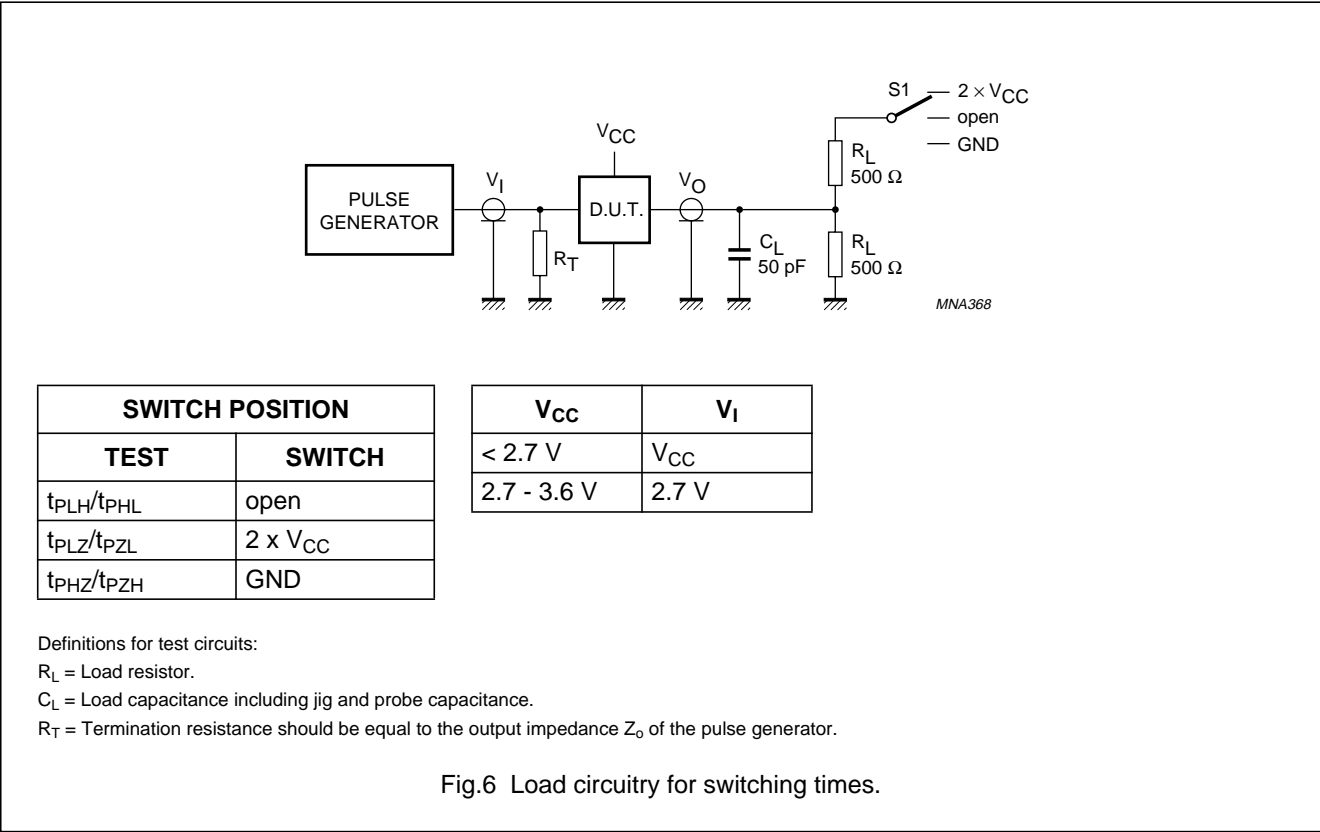 S1
2 × VCC
open
GND
VCC
RL
500 Ω
PULSE
GENERATOR
VI
D.U.T.
VO
RT
CL
50 pF
RL
500 Ω
MNA368
SWITCH POSITION
TEST SWITCH
tPLH/tPHL open
tPLZ/tPZL 2 x VCC
tPHZ/tPZH GND
VCC VI
< 2.7 V VCC
2.7 - 3.6 V 2.7 V
Definitions for test circuits:
RL = Load resistor.
CL = Load capacitance including jig and probe capacitance.
RT = Termination resistance should be equal to the output impedance Zo of the pulse generator.
Fig.6 Load circuitry for switching times.